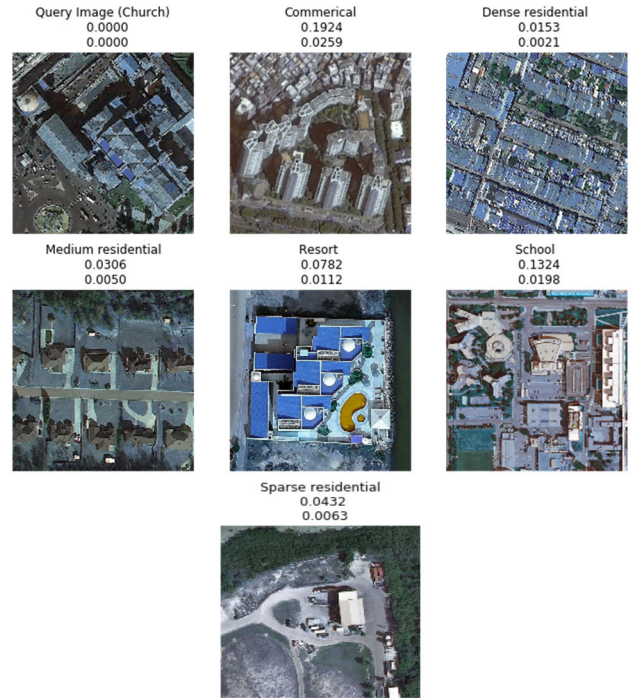 Query Image (Church)
0.0000
0.0000
Commerical
0.1924
0.0259
Dense residential
0.0153
0.0021
Medium residential
0.0306
0.0050
Resort
0.0782
0.0112
School
0.1324
0.0198
Sparse residential
0.0432
0.0063